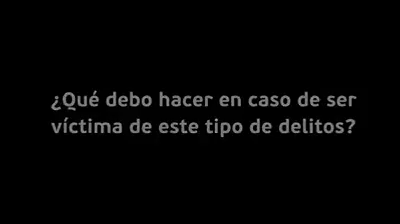 ¿Qué debo hacer en caso de ser
víctima de este tipo de delitos?